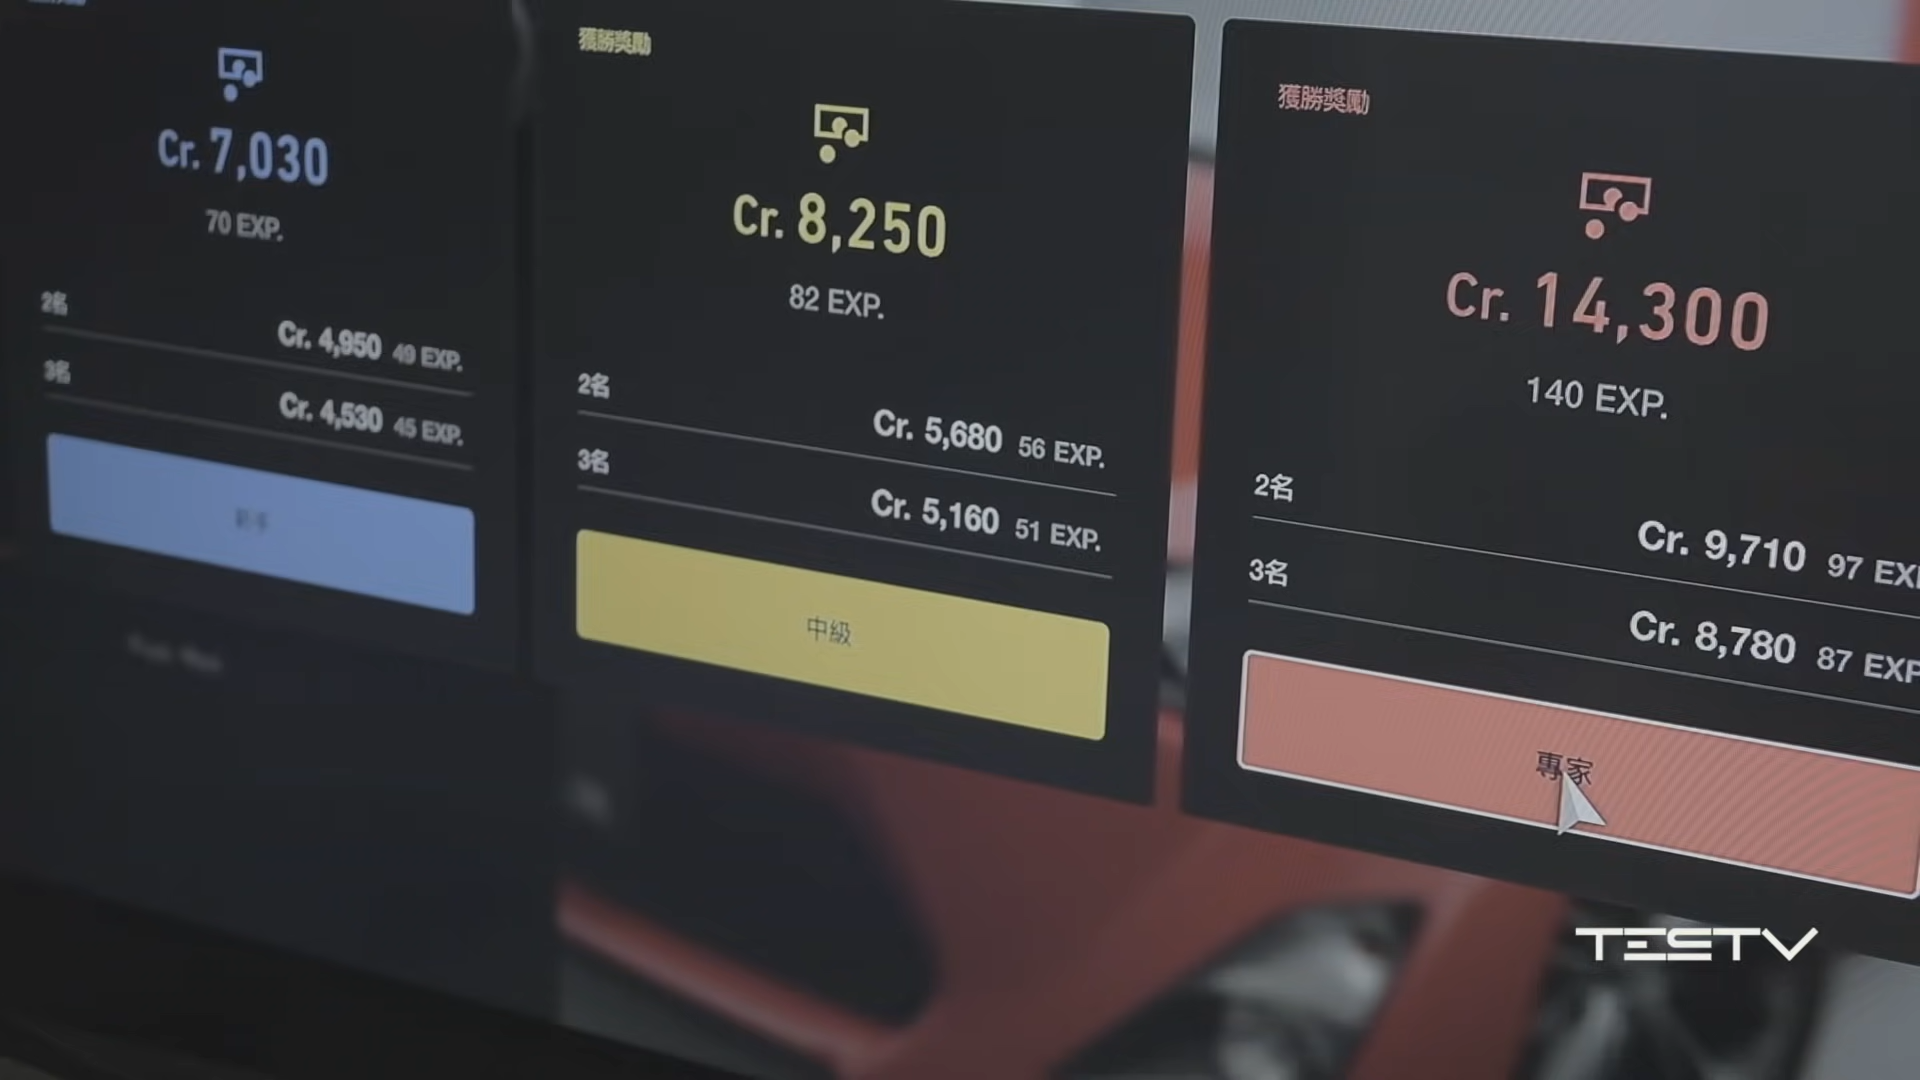 Cr. 7,030
70 EXP.
2名
Cr. 4,950 49 EXP.
3名
Cr. 4,530 45 EXP.
獲勝獎勵
Cr. 8,250
82 EXP.
2名
Cr. 5,680 56 EXP.
3名
Cr. 5,160 51 EXP.
中級
獲勝獎勵
Cr. 14,300
140 EXP.
2名
Cr. 9,710 97 EXP
3名
Cr. 8,780 87 EXP
專家
TESTV